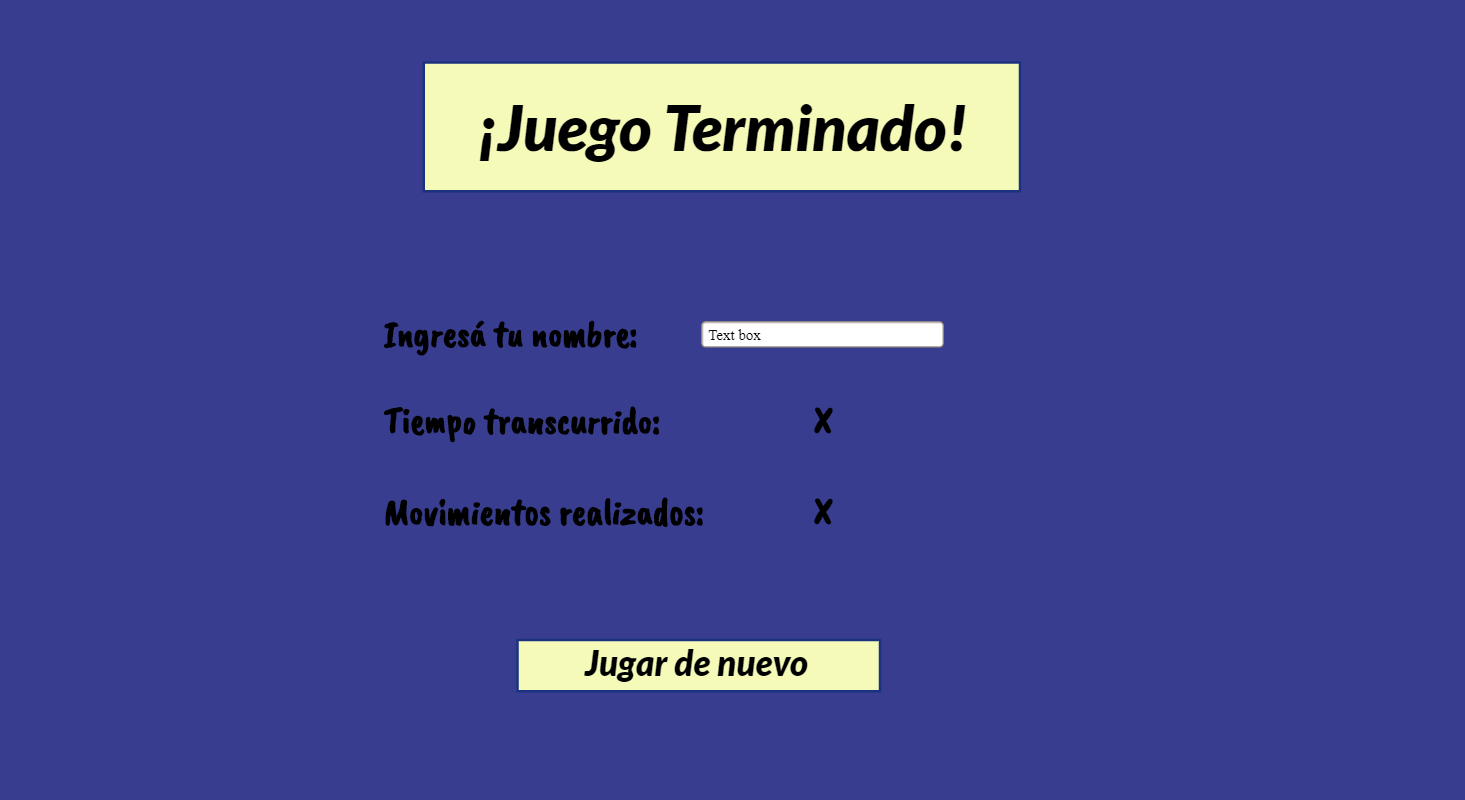 ¡Juego Terminado!
Ingresá tu nombre: Text box
Tiempo transcurrido: X
Movimientos realizados: X
Jugar de nuevo